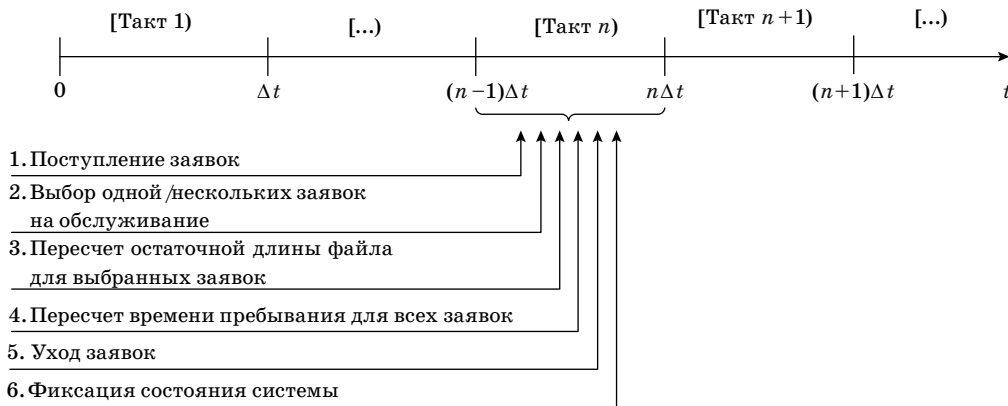 [Такт 1) [...) [Такт n) [Такт n+1) [...)
0 Δt (n−1)Δt nΔt (n+1)Δt t
1. Поступление заявок
2. Выбор одной/нескольких заявок
на обслуживание
3. Пересчет остаточной длины файла
для выбранных заявок
4. Пересчет времени пребывания для всех заявок
5. Уход заявок
6. Фиксация состояния системы